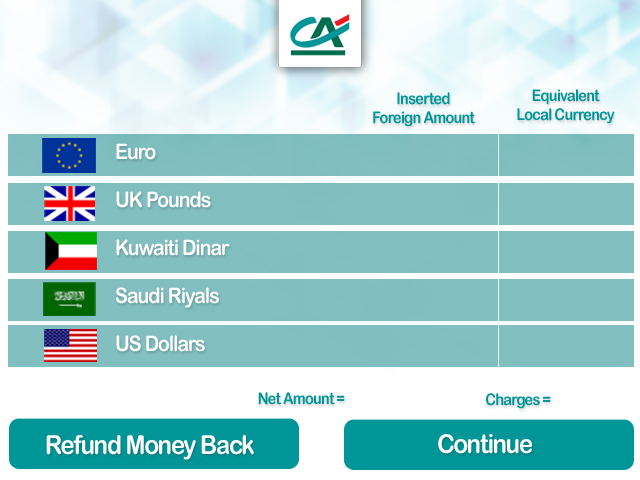 CA
Inserted
Foreign Amount
Equivalent
Local Currency
Euro
UK Pounds
Kuwaiti Dinar
Saudi Riyals
US Dollars
Net Amount =
Charges =
Refund Money Back
Continue